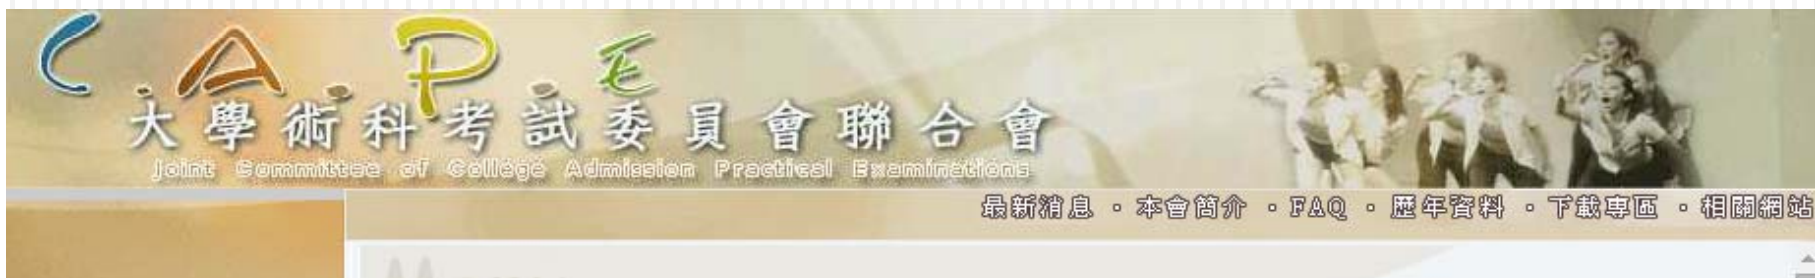 C.A.P.E
大學術科考試委員會聯合會
Joint Committee of College Admission Practical Examinations
最新消息 · 本會簡介 · FAQ · 歷年資料 · 下載專區 · 相關網站